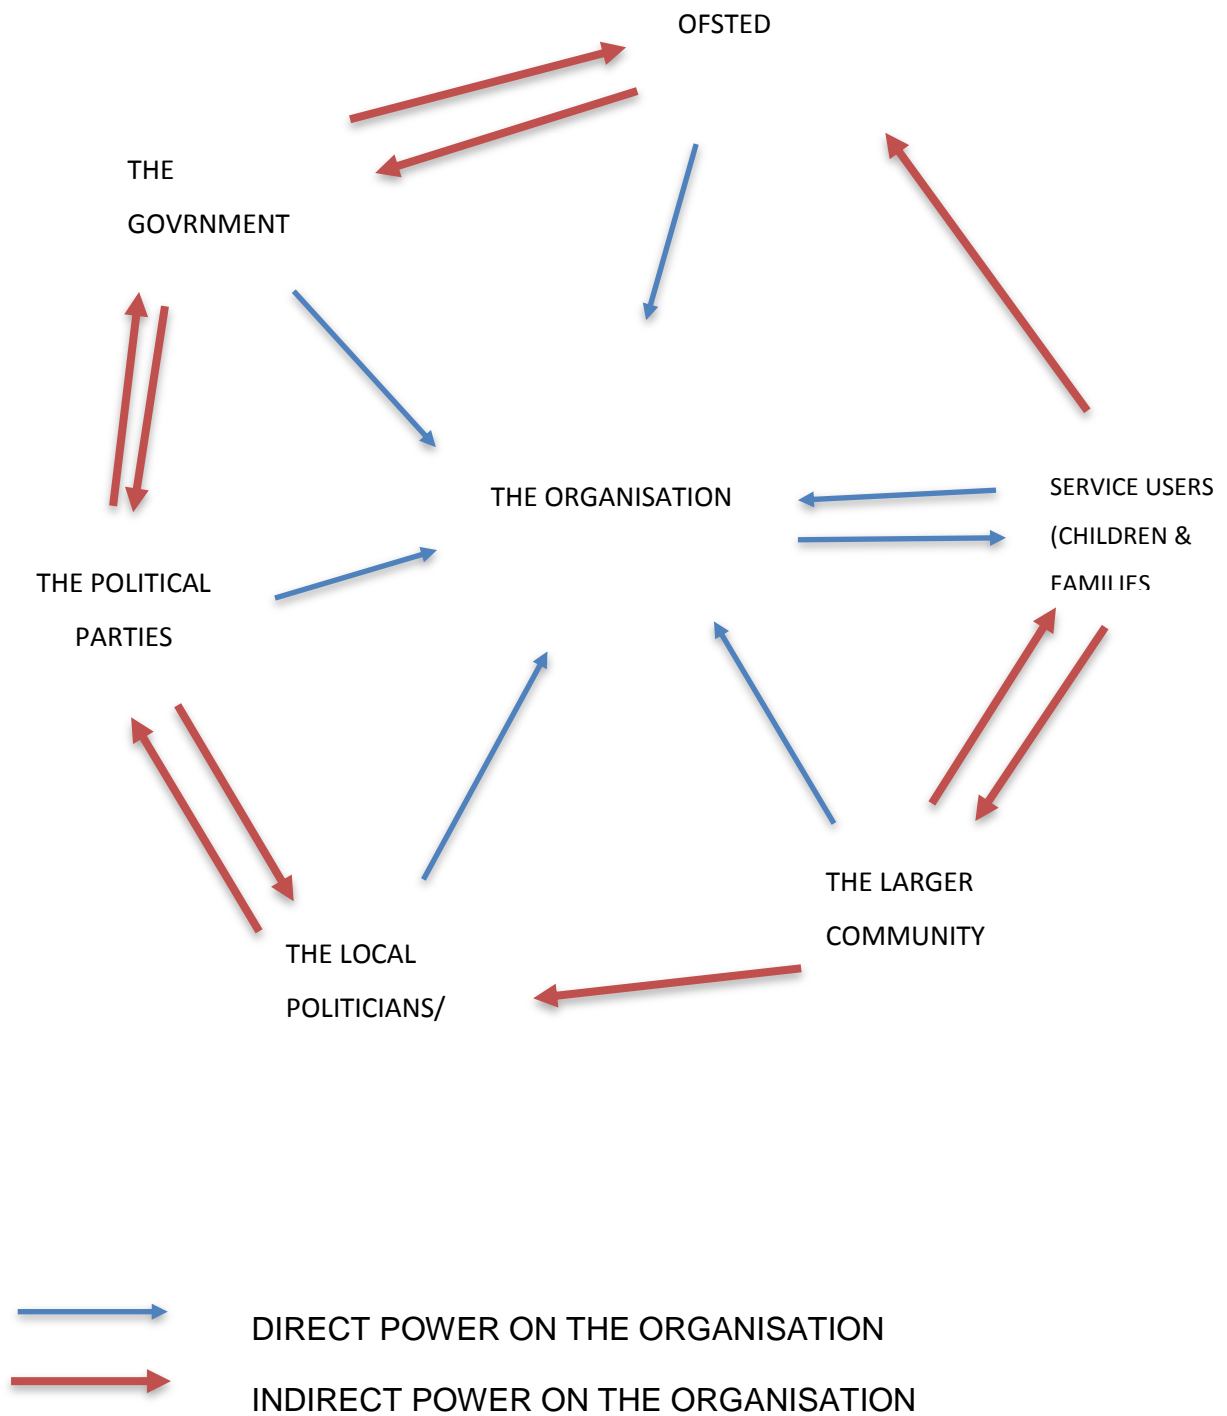 OFSTED
THE
GOVRNMENT
THE ORGANISATION
SERVICE USERS
(CHILDREN &
FAMILIES
THE POLITICAL
PARTIES
THE LARGER
COMMUNITY
THE LOCAL
POLITICIANS/
DIRECT POWER ON THE ORGANISATION
INDIRECT POWER ON THE ORGANISATION